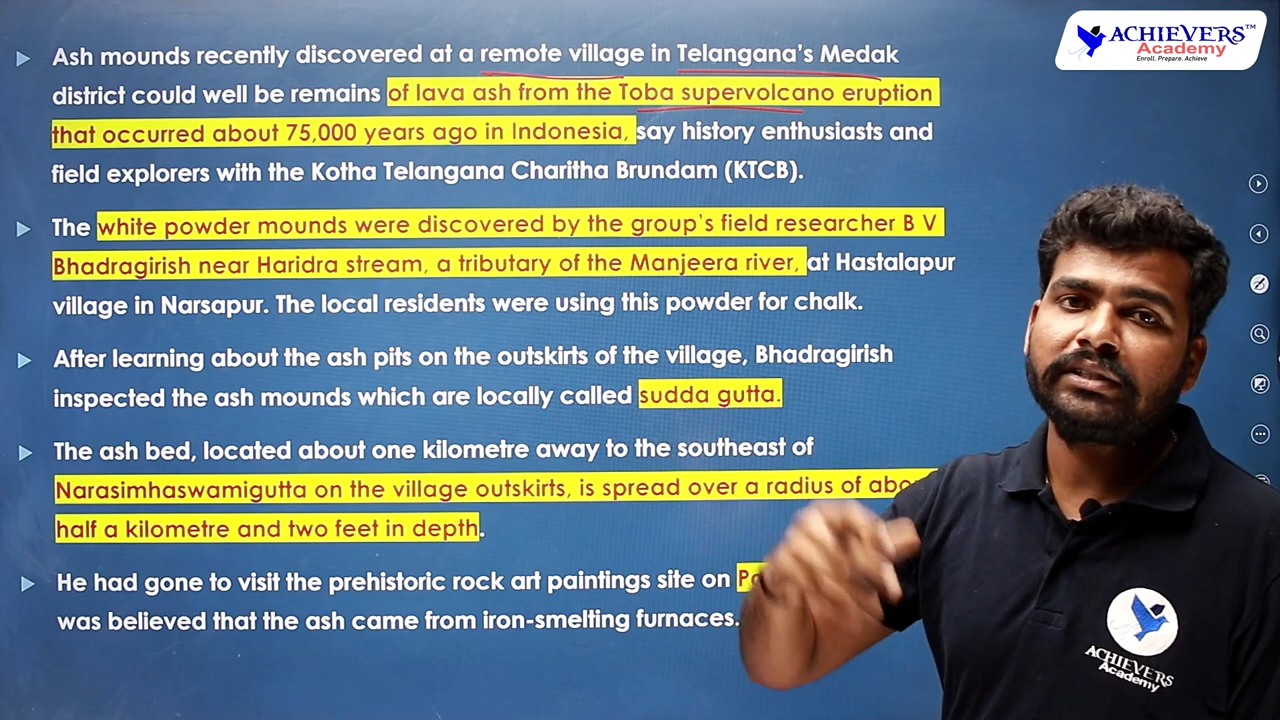 ACHIEVERS™
Academy
Enroll. Prepare. Achieve
Ash mounds recently discovered at a remote village in Telangana's Medak
district could well be remains of lava ash from the Toba supervolcano eruption
that occurred about 75,000 years ago in Indonesia, say history enthusiasts and
field explorers with the Kotha Telangana Charitha Brundam (KTCB).
The white powder mounds were discovered by the group's field researcher B V
Bhadragirish near Haridra stream, a tributary of the Manjeera river, at Hastalapur
village in Narsapur. The local residents were using this powder for chalk.
After learning about the ash pits on the outskirts of the village, Bhadragirish
inspected the ash mounds which are locally called sudda gutta.
The ash bed, located about one kilometre away to the southeast of
Narasimhaswamigutta on the village outskirts, is spread over a radius of
half a kilometre and two feet in depth.
He had gone to visit the prehistoric rock art paintings site on
was believed that the ash came from iron-smelting furnaces.
ACHIEVERS
Academy